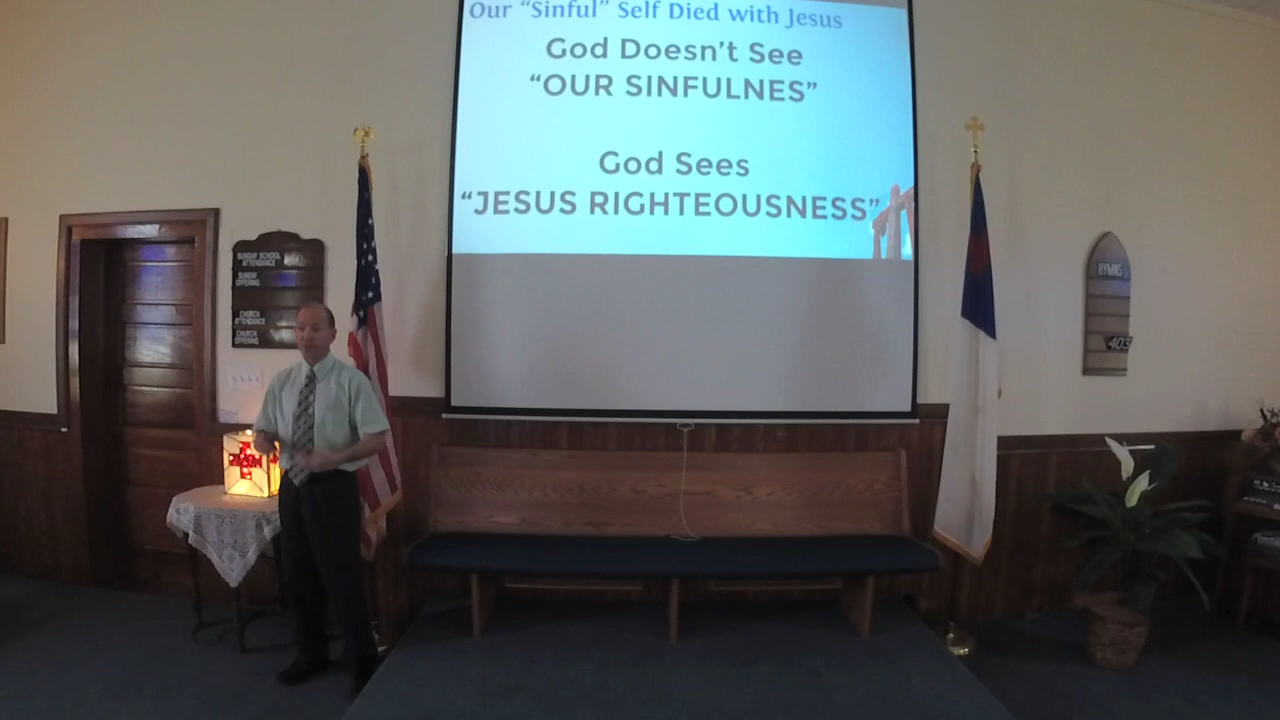 Our “Sinful” Self Died with Jesus
God Doesn’t See
“OUR SINFULNES”
God Sees
“JESUS RIGHTEOUSNESS”
SUNDAY SCHOOL
ATTENDANCE
SUNDAY
OFFERING
CHURCH
ATTENDANCE
CHURCH
OFFERING
HYMNS
403